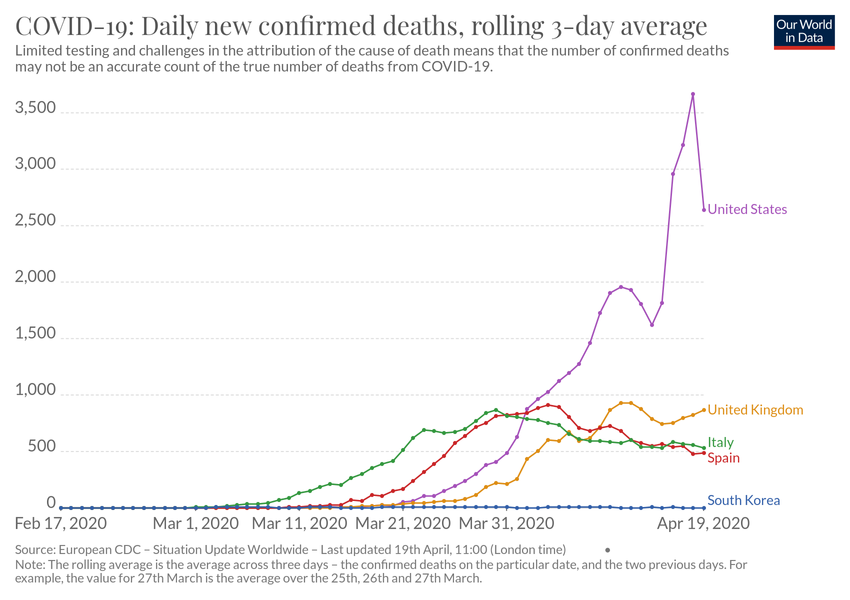 COVID-19: Daily new confirmed deaths, rolling 3-day average
Our World
in Data
Limited testing and challenges in the attribution of the cause of death means that the number of confirmed deaths
may not be an accurate count of the true number of deaths from COVID-19.
3,500
3,000
2,500
2,000
1,500
1,000
500
0
United States
United Kingdom
Italy
Spain
South Korea
Feb 17, 2020 Mar 1, 2020 Mar 11, 2020 Mar 21, 2020 Mar 31, 2020 Apr 19, 2020
Source: European CDC – Situation Update Worldwide – Last updated 19th April, 11:00 (London time) •
Note: The rolling average is the average across three days – the confirmed deaths on the particular date, and the two previous days. For
example, the value for 27th March is the average over the 25th, 26th and 27th March.